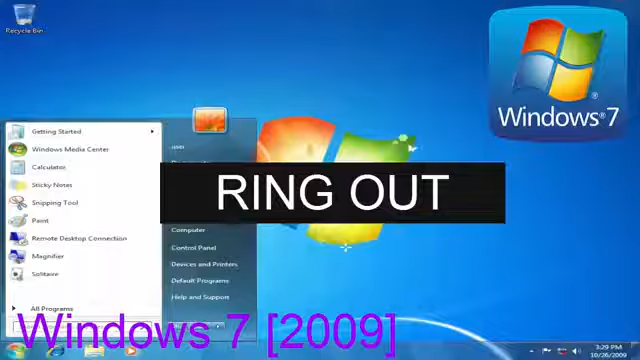 Recycle Bin
Windows®7
Getting Started
Windows Media Center
Calculator
Sticky Notes
Snipping Tool
Paint
Remote Desktop Connection
Magnifier
Solitaire
All Programs
user
RING OUT
Computer
Control Panel
Devices and Printers
Default Programs
Help and Support
Windows 7 [2009]
3:29 PM
10/26/2009